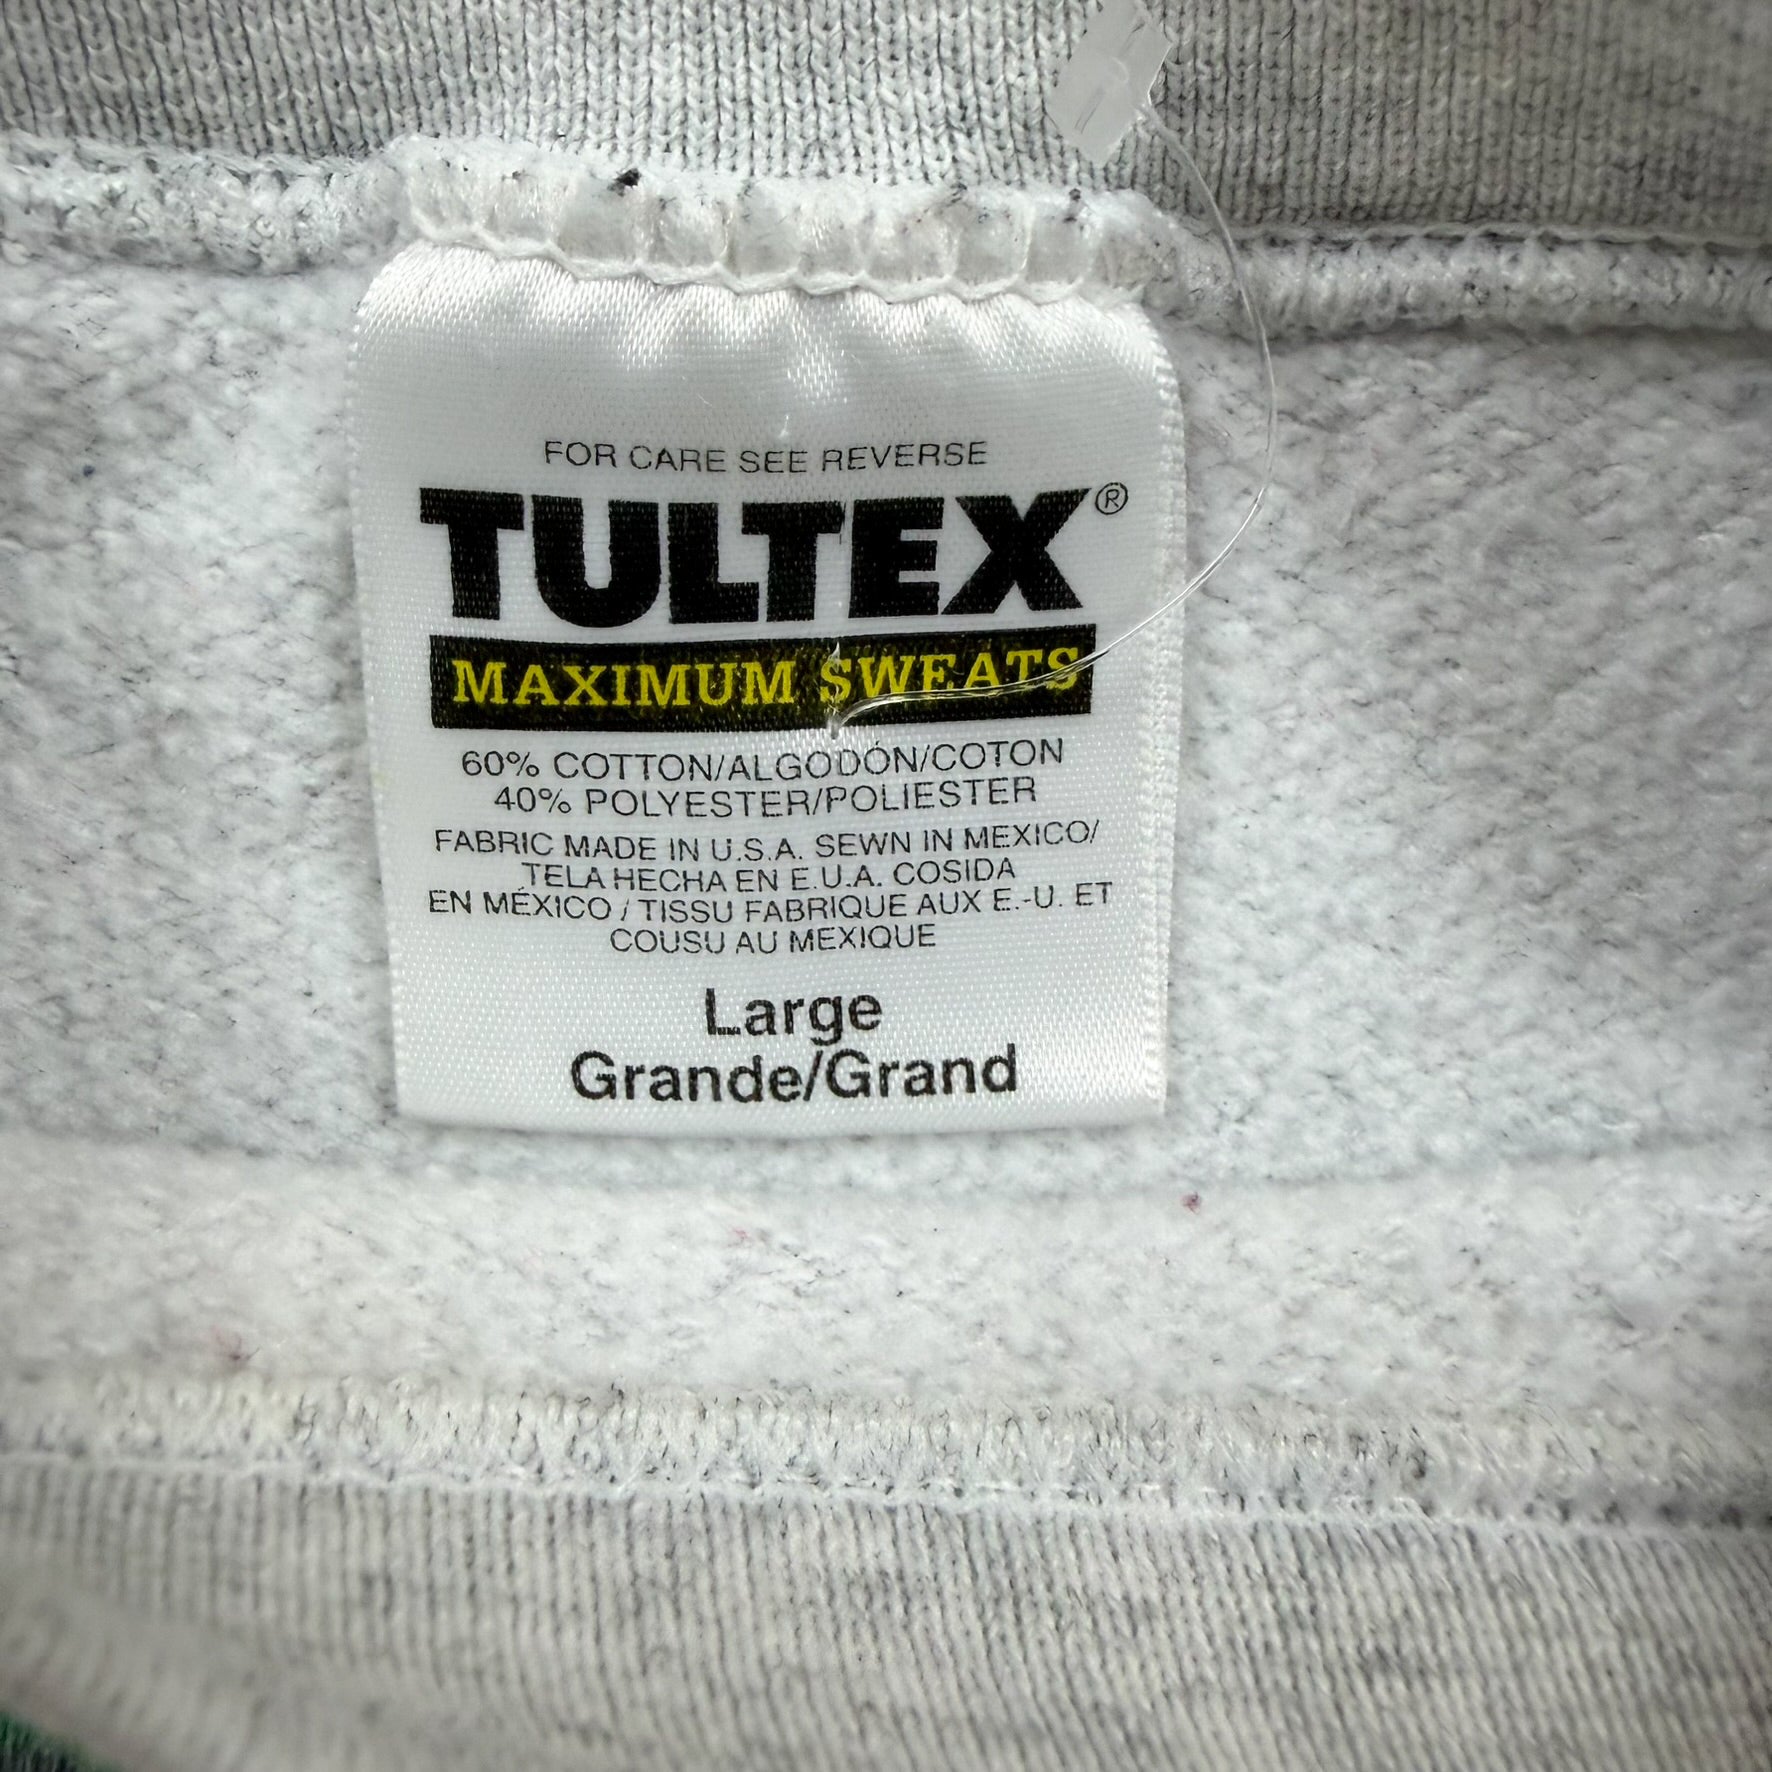 FOR CARE SEE REVERSE
TULTEX®
MAXIMUM SWEATS
60% COTTON/ALGODÓN/COTON
40% POLYESTER/POLIESTER
FABRIC MADE IN U.S.A. SEWN IN MEXICO/
TELA HECHA EN E.U.A. COSIDA
EN MÉXICO / TISSU FABRIQUE AUX E.-U. ET
COUSU AU MEXIQUE
Large
Grande/Grand